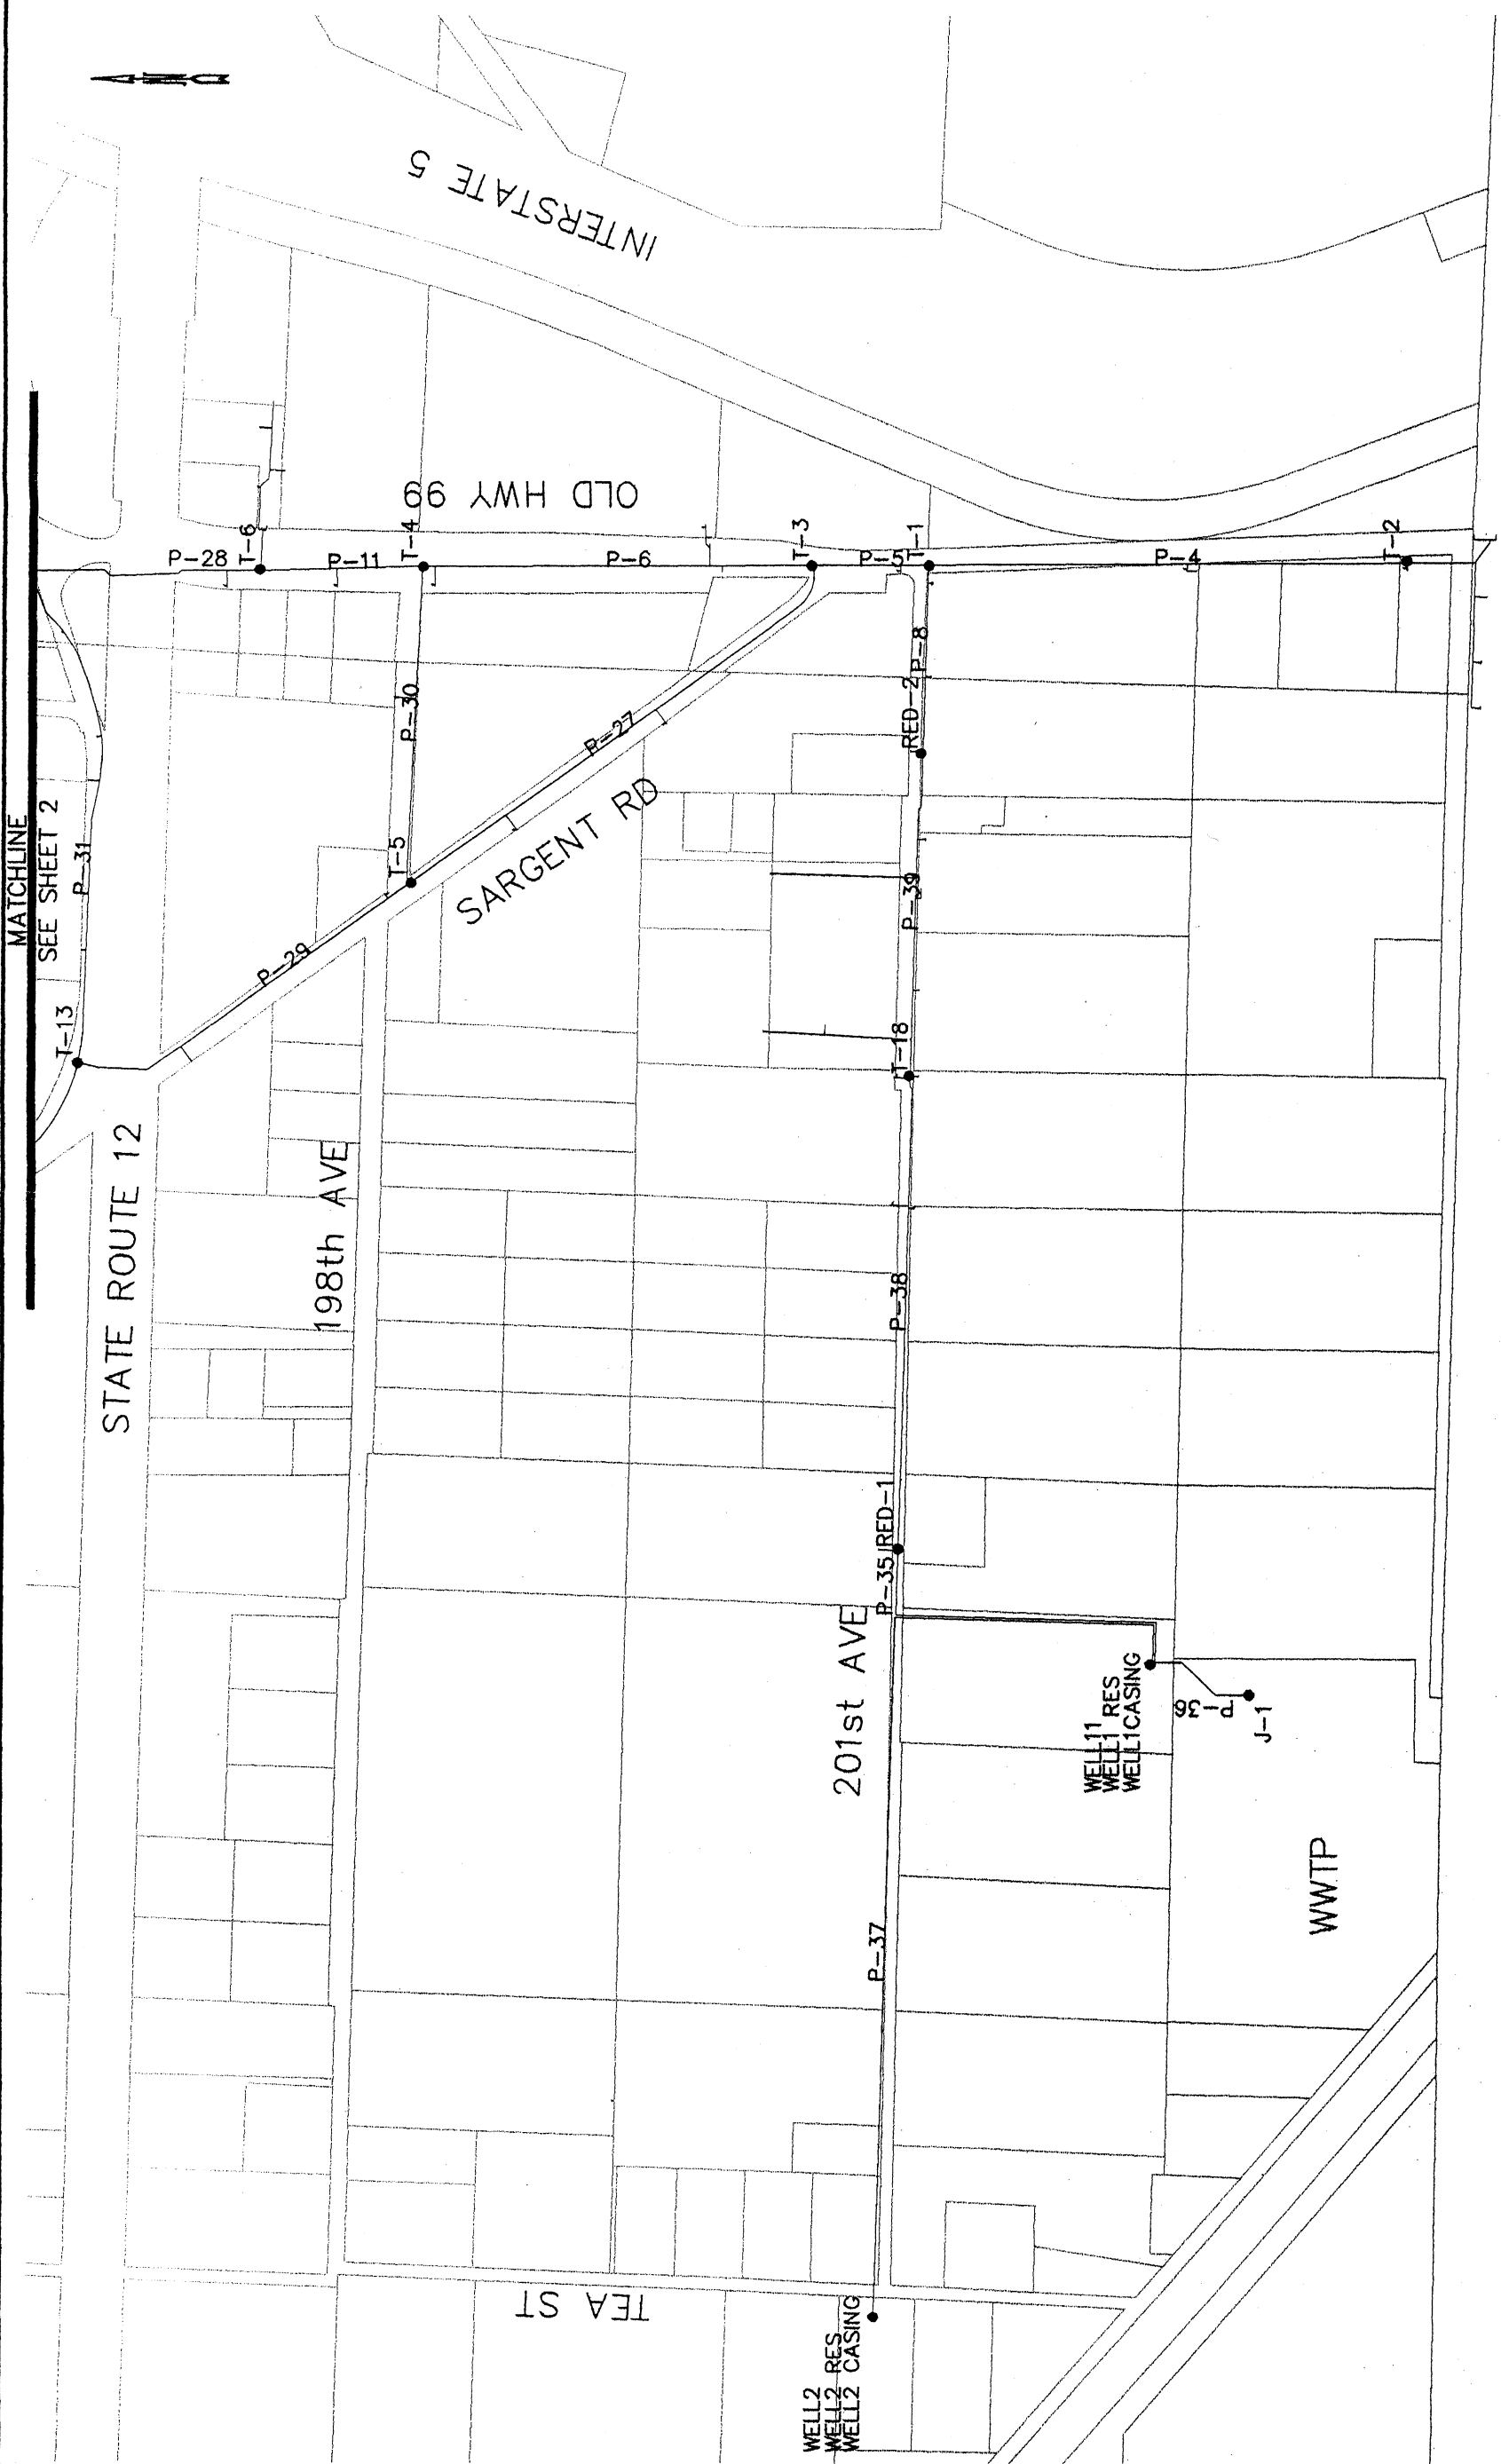 MATCHLINE
SEE SHEET 2
INTERSTATE 5
OLD HWY 99
P-28
T-6
P-11
T-4
P-6
T-3
P-5
T-1
P-4
T-2
P-31
T-13
P-30
T-5
P-27
P-29
SARGENT RD
RED-2
P-8
P-39
T-18
STATE ROUTE 12
198th AVE
P-38
P-35
RED-1
201st AVE
WELL11
WELL1 RES
WELL1CASING
P-36
J-1
WWTP
P-37
TEA ST
WELL2
WELL2 RES
WELL2 CASING